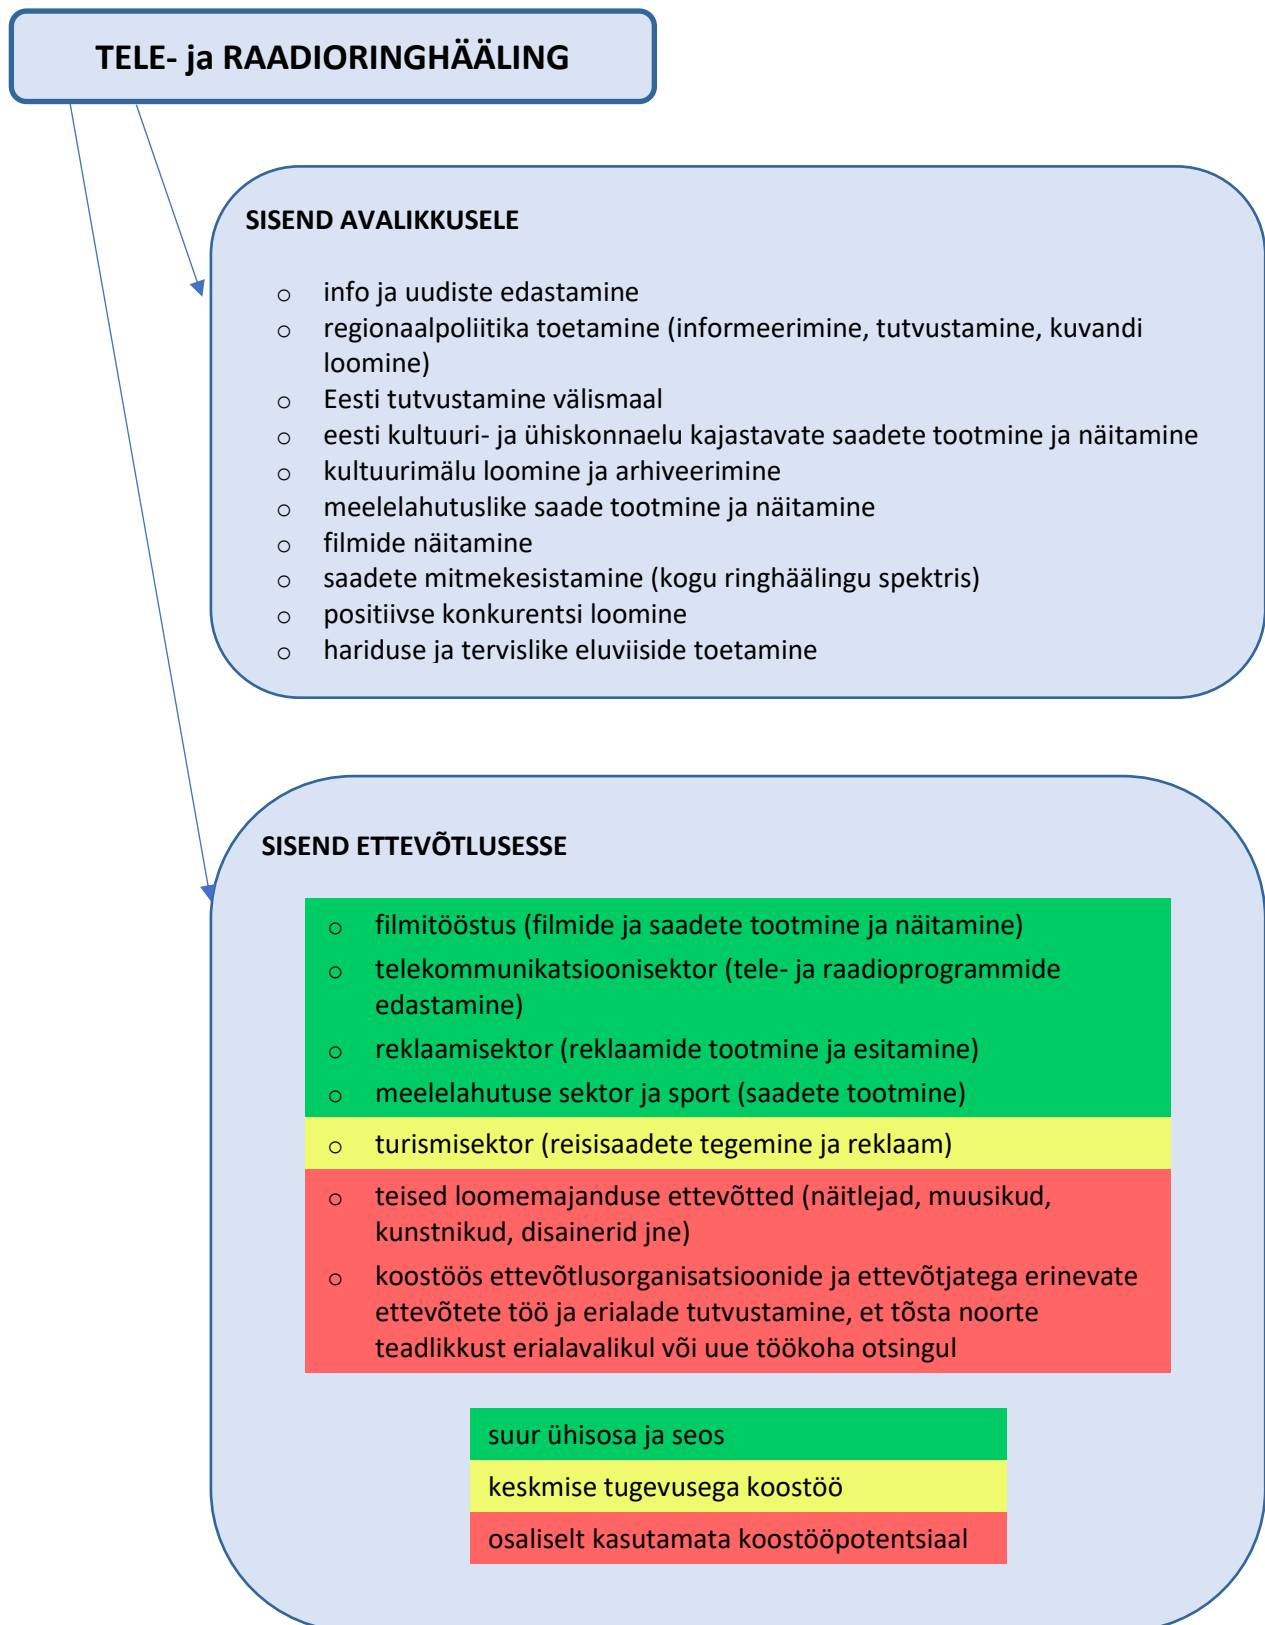 TELE- ja RAADIORINGHÄÄLING
SISEND AVALIKKUSELE
o info ja uudiste edastamine
o regionaalpoliitika toetamine (informeerimine, tutvustamine, kuvandi
loomine)
o Eesti tutvustamine välismaal
o eesti kultuuri- ja ühiskonnaelu kajastavate saadete tootmine ja näitamine
o kultuurimälu loomine ja arhiveerimine
o meelelahutuslike saade tootmine ja näitamine
o filmide näitamine
o saadete mitmekesistamine (kogu ringhäälingu spektris)
o positiivse konkurentsi loomine
o hariduse ja tervislike eluviiside toetamine
SISEND ETTEVÕTLUSESSE
o filmitööstus (filmide ja saadete tootmine ja näitamine)
o telekommunikatsioonisektor (tele- ja raadioprogrammide
edastamine)
o reklaamisektor (reklaamide tootmine ja esitamine)
o meelelahutuse sektor ja sport (saadete tootmine)
o turismisektor (reisisaadete tegemine ja reklaam)
o teised loomemajanduse ettevõtted (näitlejad, muusikud,
kunstnikud, disainerid jne)
o koostöös ettevõtlusorganisatsioonide ja ettevõtjatega erinevate
ettevõtete töö ja erialade tutvustamine, et tõsta noorte
teadlikkust erialavalikul või uue töökoha otsingul
suur ühisosa ja seos
keskmise tugevusega koostöö
osaliselt kasutamata koostööpotentsiaal